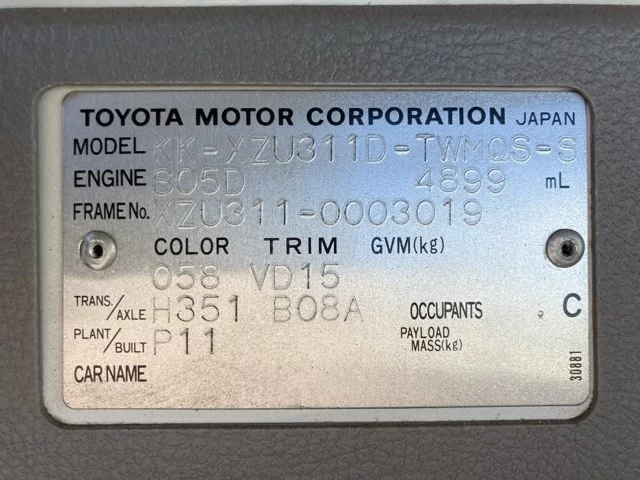 TOYOTA MOTOR CORPORATION JAPAN
MODEL KK-XZU311D-TWMQS-S
ENGINE S05D 4899 mL
FRAME No. XZU311-0003019
COLOR TRIM GVM(kg)
058 VD15
TRANS./AXLE H351 B08A OCCUPANTS C
PLANT/BUILT P11 PAYLOAD MASS(kg)
CAR NAME
30881